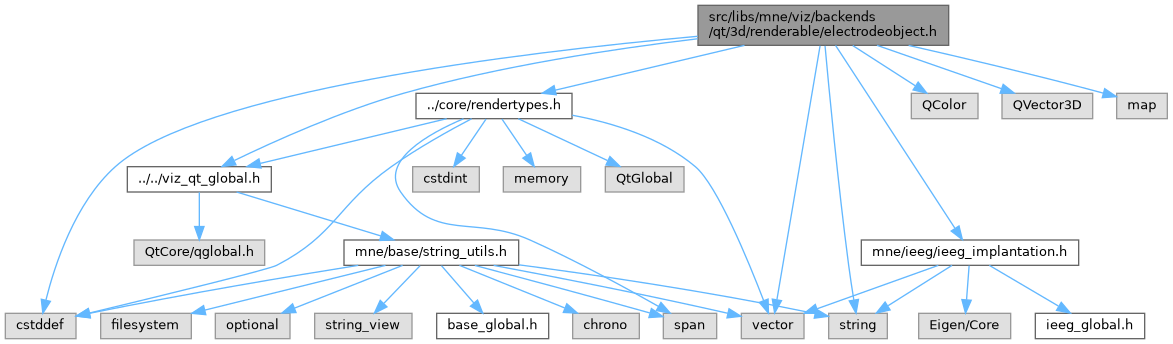 src/libs/mne/viz/backends
/qt/3d/renderable/electrodeobject.h
../core/rendertypes.h
QColor
QVector3D
map
../../viz_qt_global.h
cstdint
memory
QtGlobal
QtCore/qglobal.h
mne/base/string_utils.h
mne/ieeg/ieeg_implantation.h
cstddef
filesystem
optional
string_view
base_global.h
chrono
span
vector
string
Eigen/Core
ieeg_global.h